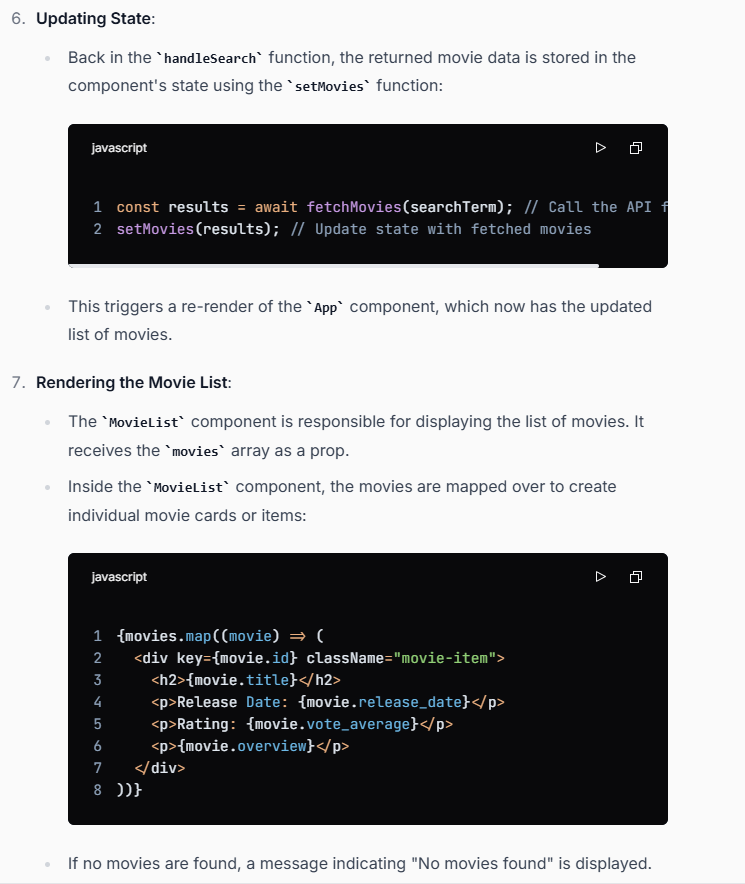 6. Updating State:
Back in the `handleSearch` function, the returned movie data is stored in the
component's state using the `setMovies` function:
javascript
1 const results = await fetchMovies(searchTerm); // Call the API f
2 setMovies(results); // Update state with fetched movies
This triggers a re-render of the `App` component, which now has the updated
list of movies.
7. Rendering the Movie List:
The `MovieList` component is responsible for displaying the list of movies. It
receives the `movies` array as a prop.
Inside the `MovieList` component, the movies are mapped over to create
individual movie cards or items:
javascript
1 {movies.map((movie) => (
2   <div key={movie.id} className="movie-item">
3     <h2>{movie.title}</h2>
4     <p>Release Date: {movie.release_date}</p>
5     <p>Rating: {movie.vote_average}</p>
6     <p>{movie.overview}</p>
7   </div>
8 ))}
If no movies are found, a message indicating "No movies found" is displayed.